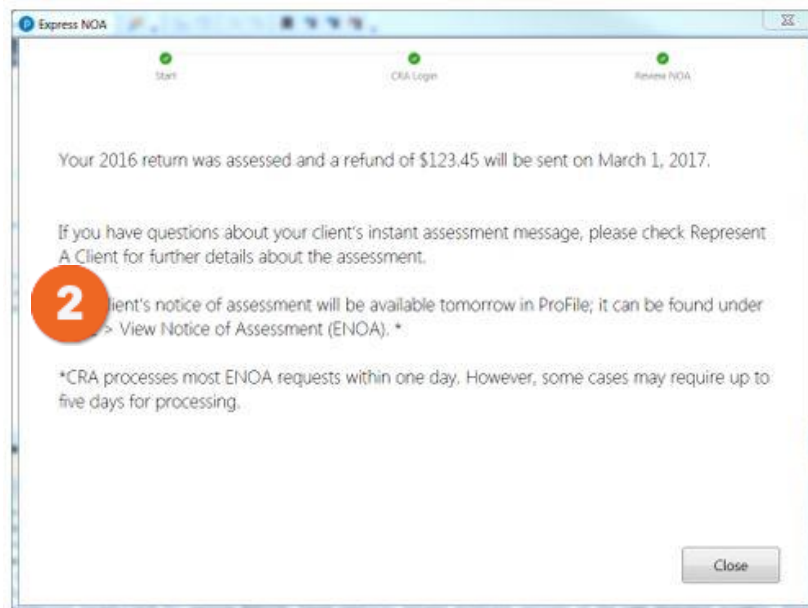 Express NOA
Start
CRA Login
Review NOA
Your 2016 return was assessed and a refund of $123.45 will be sent on March 1, 2017.
If you have questions about your client's instant assessment message, please check Represent
A Client for further details about the assessment.
2
client's notice of assessment will be available tomorrow in ProFile; it can be found under
> View Notice of Assessment (ENOA). *
*CRA processes most ENOA requests within one day. However, some cases may require up to
five days for processing.
Close